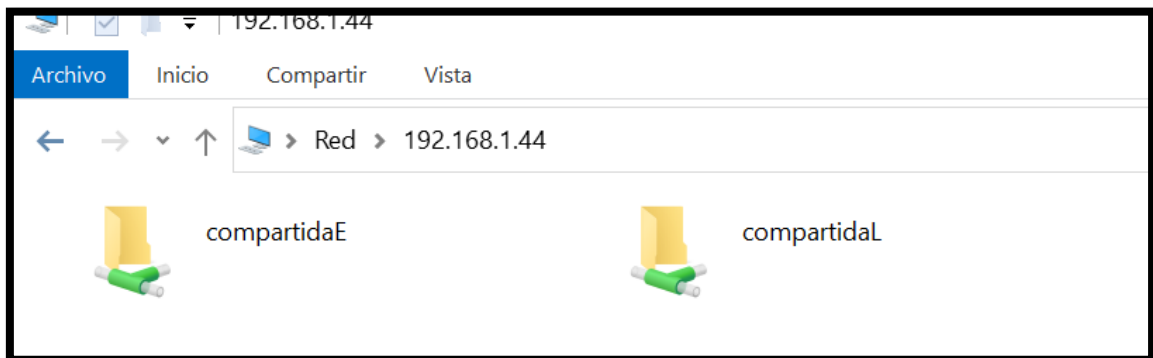 192.168.1.44
Archivo Inicio Compartir Vista
Red 192.168.1.44
compartidaE compartidaL